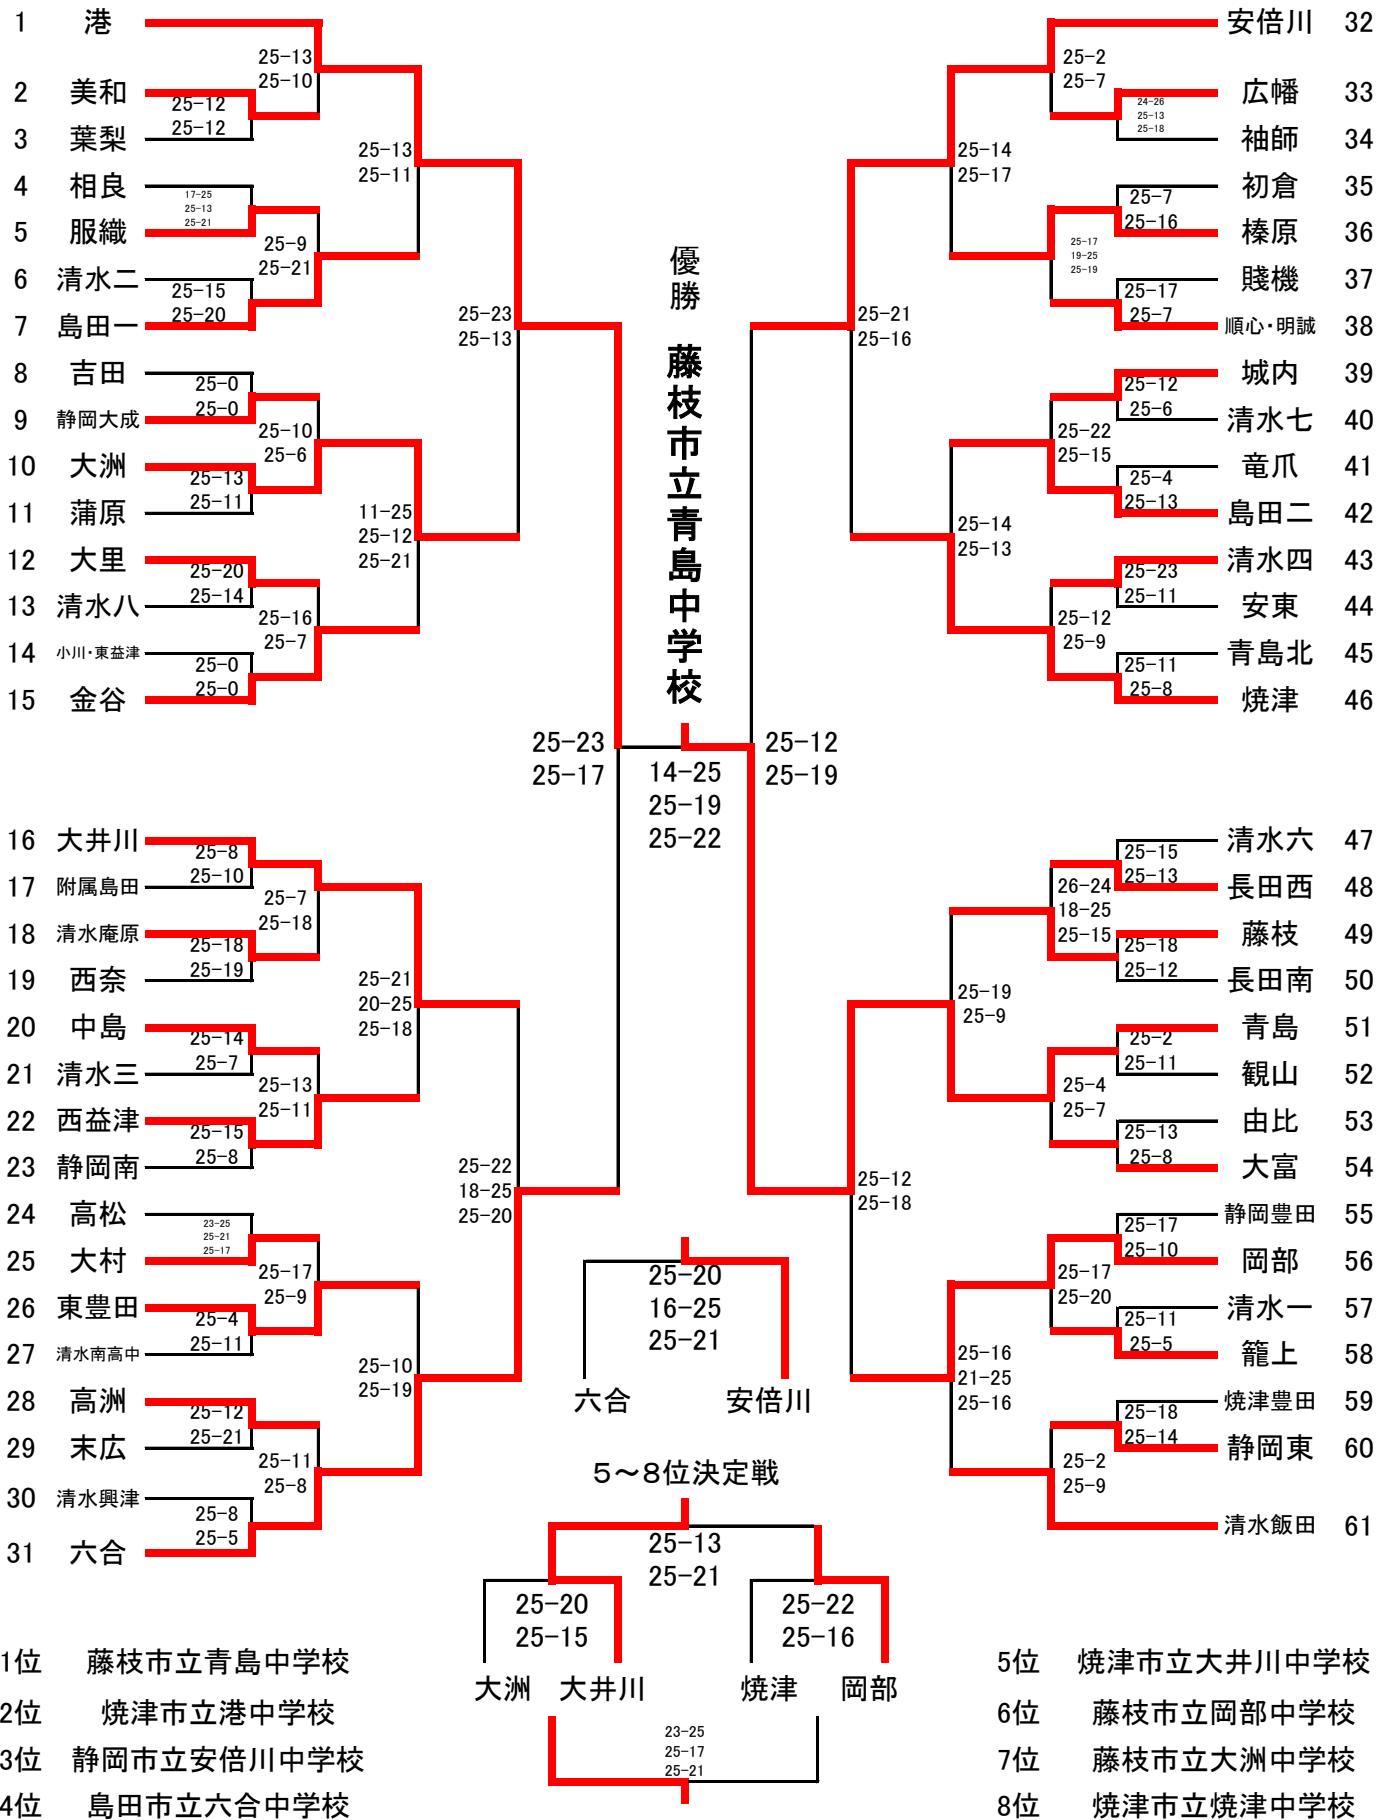 1 港
2 美和
3 葉梨
4 相良
5 服織
6 清水二
7 島田一
8 吉田
9 静岡大成
10 大洲
11 蒲原
12 大里
13 清水八
14 小川・東益津
15 金谷
16 大井川
17 附属島田
18 清水庵原
19 西奈
20 中島
21 清水三
22 西益津
23 静岡南
24 高松
25 大村
26 東豊田
27 清水南高中
28 高洲
29 末広
30 清水興津
31 六合
25-13
25-10
25-12
25-12
17-25
25-13
25-21
25-9
25-21
25-15
25-20
25-13
25-11
25-0
25-0
25-10
25-6
25-13
25-11
25-20
25-14
25-16
25-7
25-0
25-0
11-25
25-12
25-21
25-23
25-13
25-8
25-10
25-7
25-18
25-18
25-19
25-14
25-7
25-13
25-11
25-15
25-8
25-21
20-25
25-18
23-25
25-21
25-17
25-17
25-9
25-4
25-11
25-12
25-21
25-11
25-8
25-8
25-5
25-10
25-19
25-22
18-25
25-20
25-23
25-17
優勝
藤枝市立青島中学校
14-25
25-19
25-22
25-12
25-19
安倍川 32
広幡 33
袖師 34
初倉 35
榛原 36
賤機 37
順心・明誠 38
城内 39
清水七 40
竜爪 41
島田二 42
清水四 43
安東 44
青島北 45
焼津 46
清水六 47
長田西 48
藤枝 49
長田南 50
青島 51
観山 52
由比 53
大富 54
静岡豊田 55
岡部 56
清水一 57
籠上 58
焼津豊田 59
静岡東 60
清水飯田 61
25-2
25-7
24-26
25-13
25-18
25-14
25-17
25-7
25-16
25-17
19-25
25-19
25-17
25-7
25-21
25-16
25-12
25-6
25-22
25-15
25-4
25-13
25-14
25-13
25-23
25-11
25-12
25-9
25-11
25-8
25-15
25-13
26-24
18-25
25-15
25-18
25-12
25-19
25-9
25-2
25-11
25-4
25-7
25-13
25-8
25-12
25-18
25-17
25-10
25-17
25-20
25-11
25-5
25-16
21-25
25-16
25-18
25-14
25-2
25-9
25-20
16-25
25-21
六合 安倍川
5～8位決定戦
25-13
25-21
25-20
25-15
25-22
25-16
大洲 大井川 焼津 岡部
23-25
25-17
25-21
1位 藤枝市立青島中学校
2位 焼津市立港中学校
3位 静岡市立安倍川中学校
4位 島田市立六合中学校
5位 焼津市立大井川中学校
6位 藤枝市立岡部中学校
7位 藤枝市立大洲中学校
8位 焼津市立焼津中学校